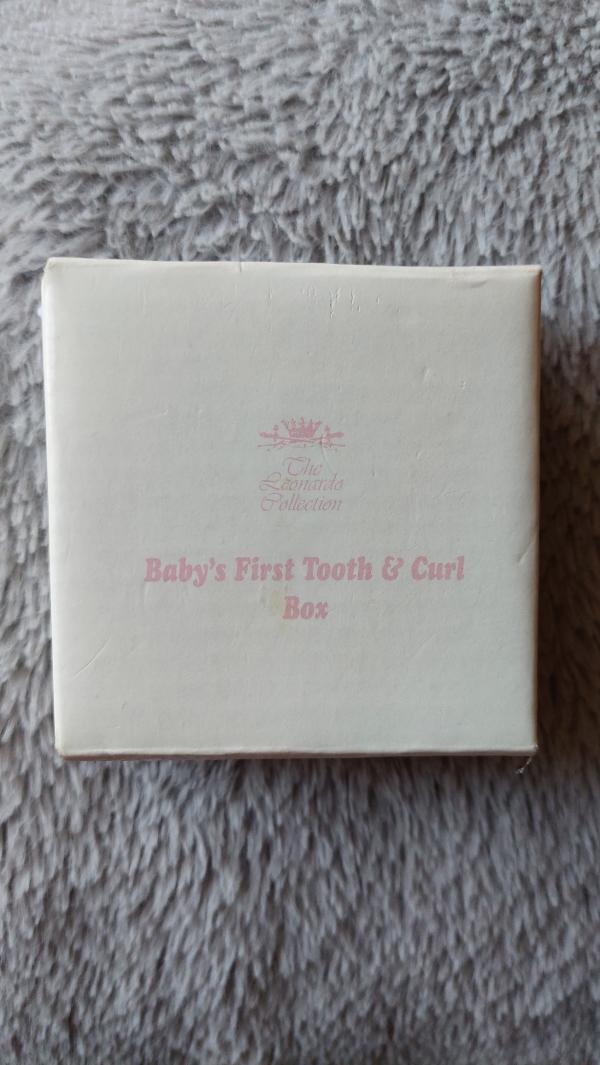 The
Leonardo
Collection
Baby's First Tooth & Curl
Box